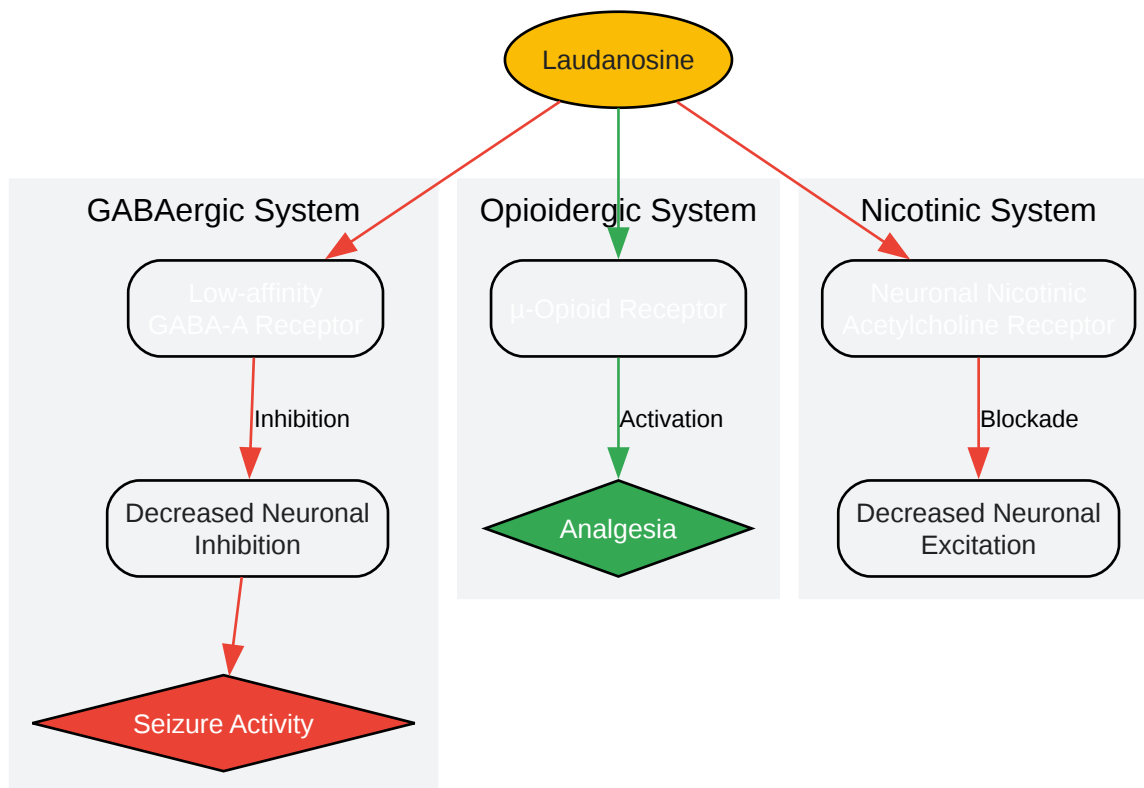 Laudanosine
GABAergic System
Opioidergic System
Nicotinic System
Low-affinity
GABA-A Receptor
µ-Opioid Receptor
Neuronal Nicotinic
Acetylcholine Receptor
Inhibition
Activation
Blockade
Decreased Neuronal
Inhibition
Analgesia
Decreased Neuronal
Excitation
Seizure Activity